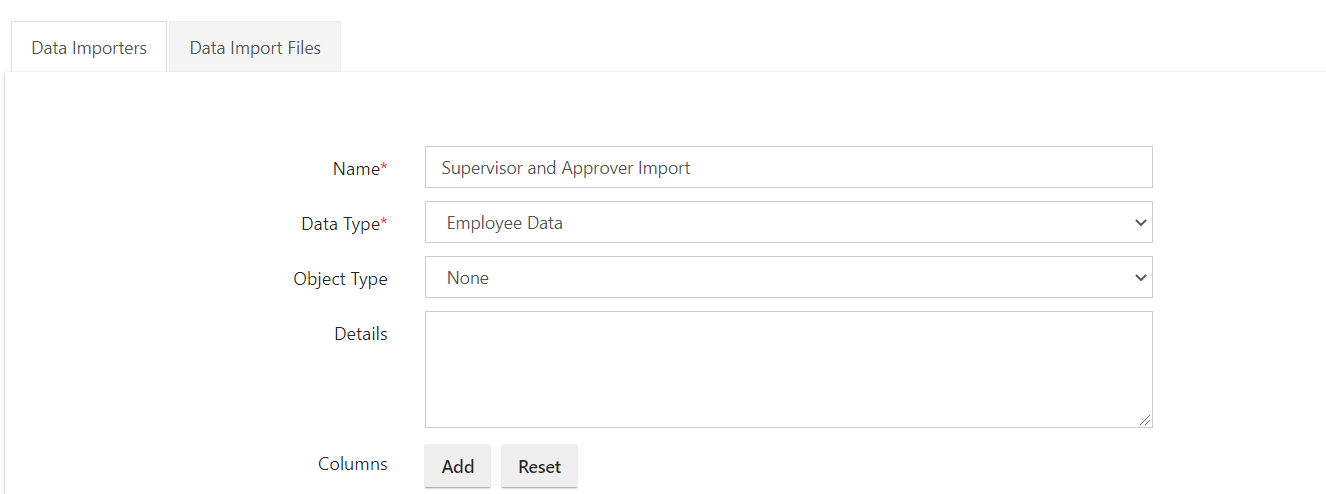 Data Importers Data Import Files
Name* Supervisor and Approver Import
Data Type* Employee Data
Object Type None
Details
Columns Add Reset